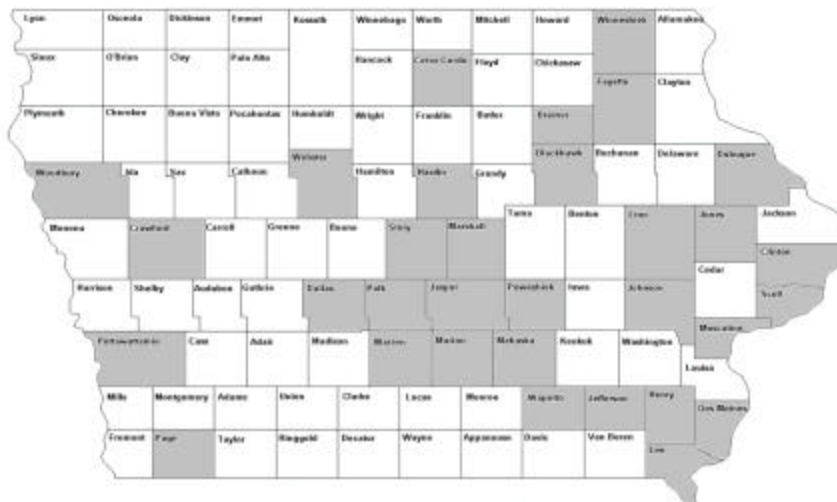 Lyon Osceola Dickinson Emmet Kossuth Winnebago Worth Mitchell Howard Winneshiek Allamakee
Sioux O'Brian Clay Palo Alto Hancock Cerro Gordo Floyd Chickasaw
Fayette Clayton
Plymouth Cherokee Buena Vista Pocahontas Humboldt Wright Franklin Butler Bremer
Woodbury Ida Sac Calhoun Webster Hamilton Hardin Grundy Blackhawk Buchanan Delaware Dubuque
Monona Crawford Carroll Greene Boone Story Marshall Tama Benton Linn Jones Jackson
Clinton
Harrison Shelby Audubon Guthrie Dallas Polk Jasper Poweshiek Iowa Johnson Cedar Scott
Muscatine
Pottawattamie Cass Adair Madison Marion Mahaska Keokuk Washington
Louisa
Mills Montgomery Adams Union Clarke Lucas Monroe Wapello Jefferson Henry Des Moines
Fremont Page Taylor Ringgold Decatur Wayne Appanoose Davis Van Buren Lee